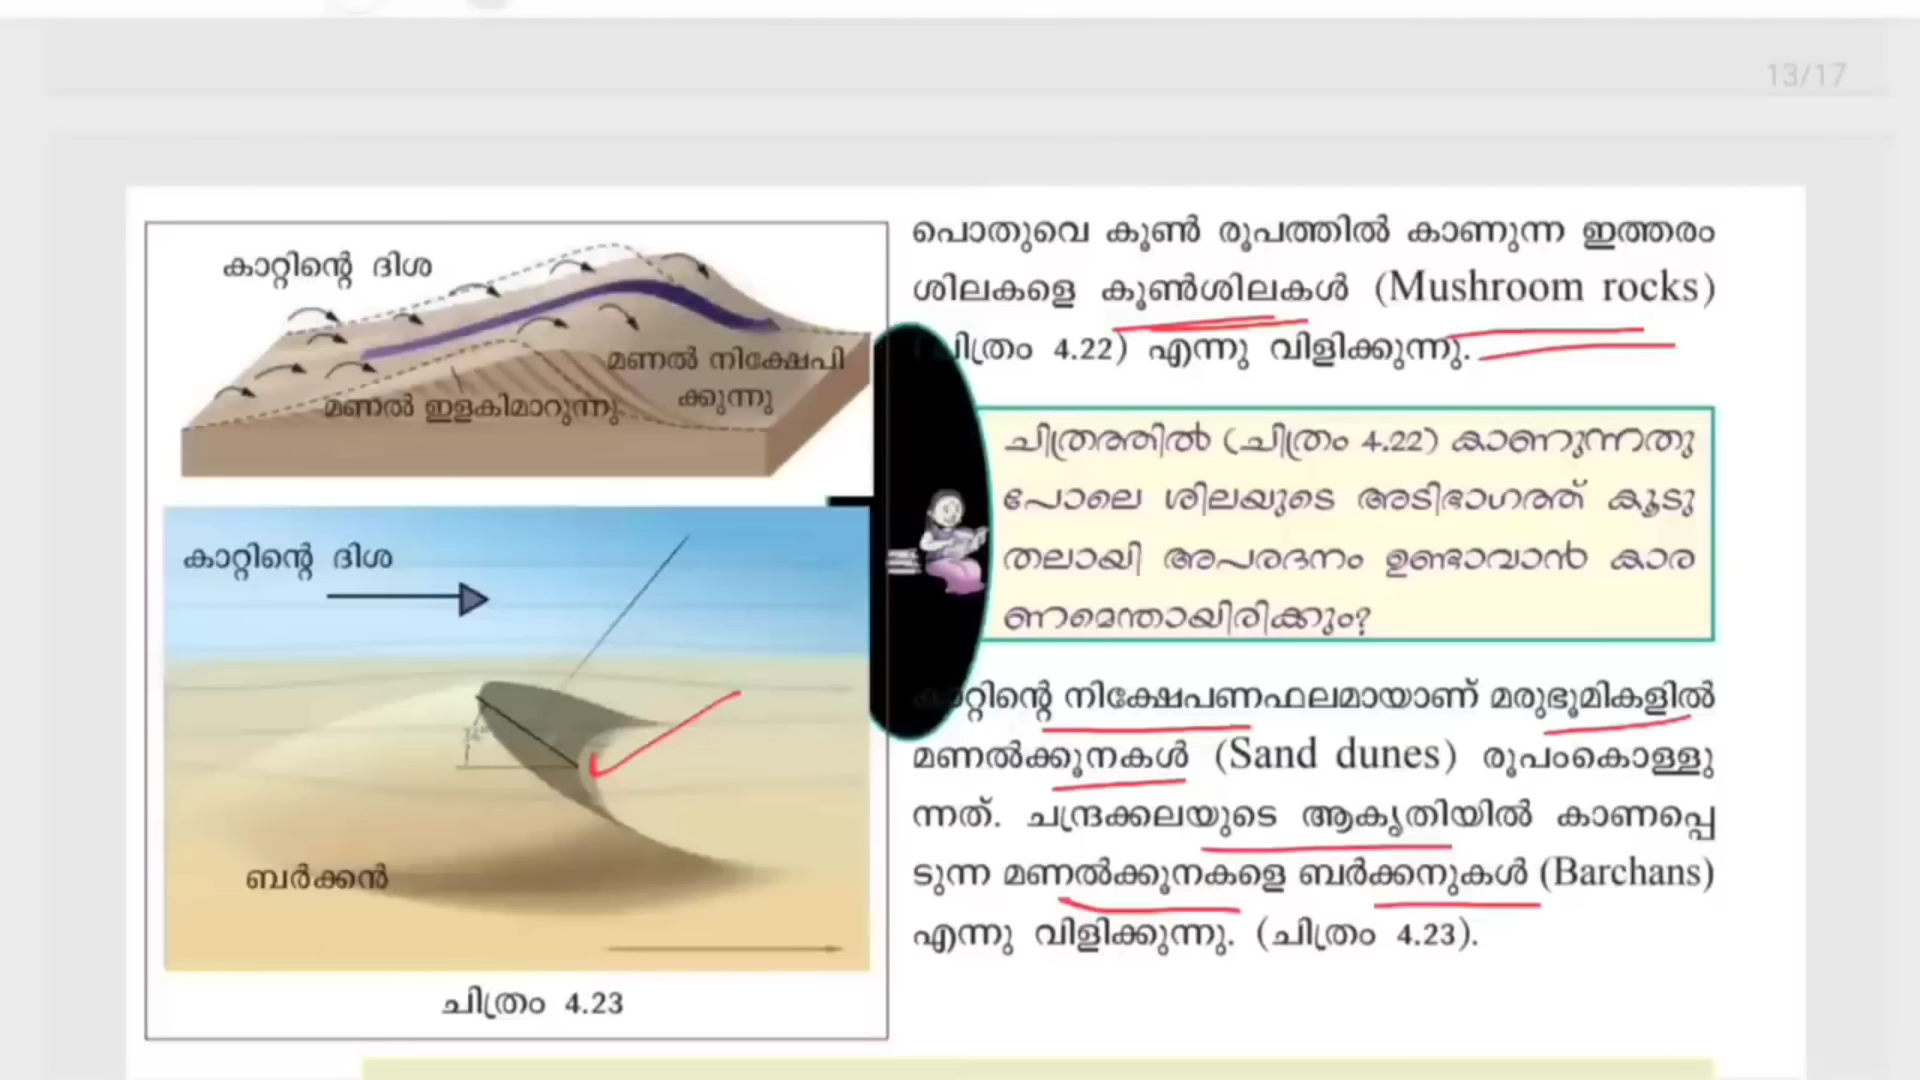 13/17
കാറ്റിന്റെ ദിശ
മണൽ നിക്ഷേപി
ക്കുന്നു
മണൽ ഇളകിമാറുന്നു
കാറ്റിന്റെ ദിശ
ബർക്കൻ
ചിത്രം 4.23
പൊതുവെ കൂൺ രൂപത്തിൽ കാണുന്ന ഇത്തരം
ശിലകളെ കൂൺശിലകൾ (Mushroom rocks)
ചിത്രം 4.22) എന്നു വിളിക്കുന്നു.
ചിത്രത്തിൽ (ചിത്രം 4.22) കാണുന്നതു
പോലെ ശിലയുടെ അടിഭാഗത്ത് കൂടു
തലായി അപരദനം ഉണ്ടാവാൻ കാര
ണമെന്തായിരിക്കും?
കാറ്റിന്റെ നിക്ഷേപണഫലമായാണ് മരുഭൂമികളിൽ
മണൽക്കൂനകൾ (Sand dunes) രൂപംകൊള്ളു
ന്നത്. ചന്ദ്രക്കലയുടെ ആകൃതിയിൽ കാണപ്പെ
ടുന്ന മണൽക്കൂനകളെ ബർക്കനുകൾ (Barchans)
എന്നു വിളിക്കുന്നു. (ചിത്രം 4.23).